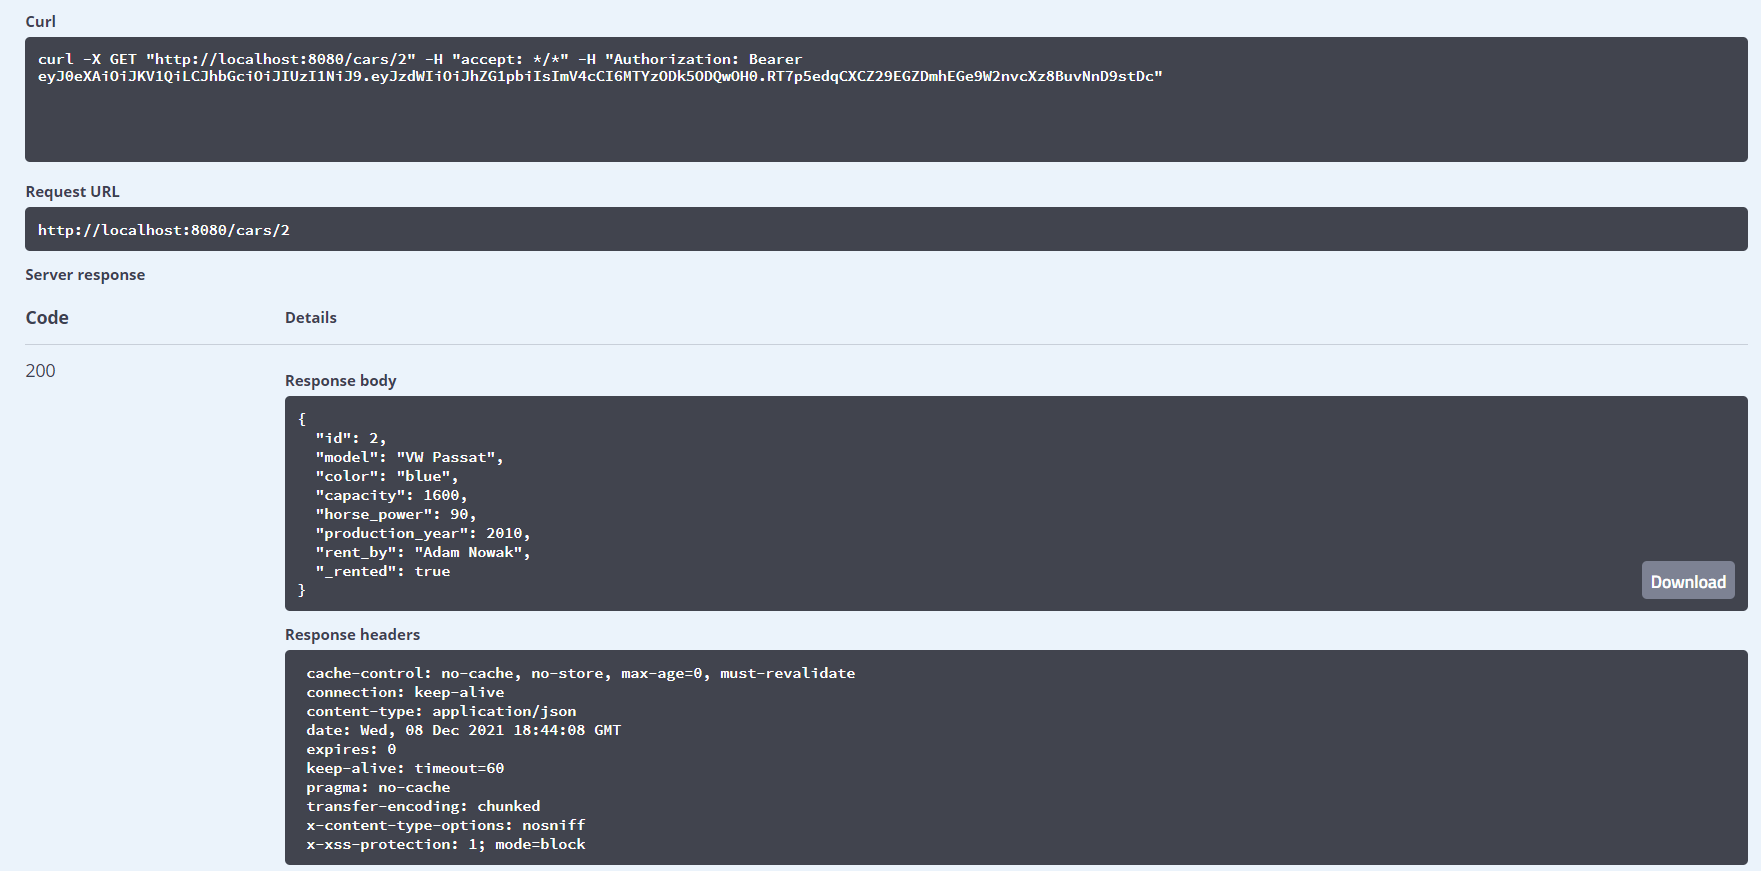 Curl
curl -X GET "http://localhost:8080/cars/2" -H "accept: */*" -H "Authorization: Bearer
eyJ0eXAiOiJKV1QiLCJhbGciOiJIUzI1NiJ9.eyJzdWIiOiJhZG1pbiIsImV4cCI6MTYzODk5ODQwOH0.RT7p5edqCXCZ29EGZDmhEGe9W2nvcXz8BuvNnD9stDc"
Request URL
http://localhost:8080/cars/2
Server response
Code
Details
200
Response body
{
  "id": 2,
  "model": "VW Passat",
  "color": "blue",
  "capacity": 1600,
  "horse_power": 90,
  "production_year": 2010,
  "rent_by": "Adam Nowak",
  "_rented": true
}
Download
Response headers
cache-control: no-cache, no-store, max-age=0, must-revalidate
connection: keep-alive
content-type: application/json
date: Wed, 08 Dec 2021 18:44:08 GMT
expires: 0
keep-alive: timeout=60
pragma: no-cache
transfer-encoding: chunked
x-content-type-options: nosniff
x-xss-protection: 1; mode=block